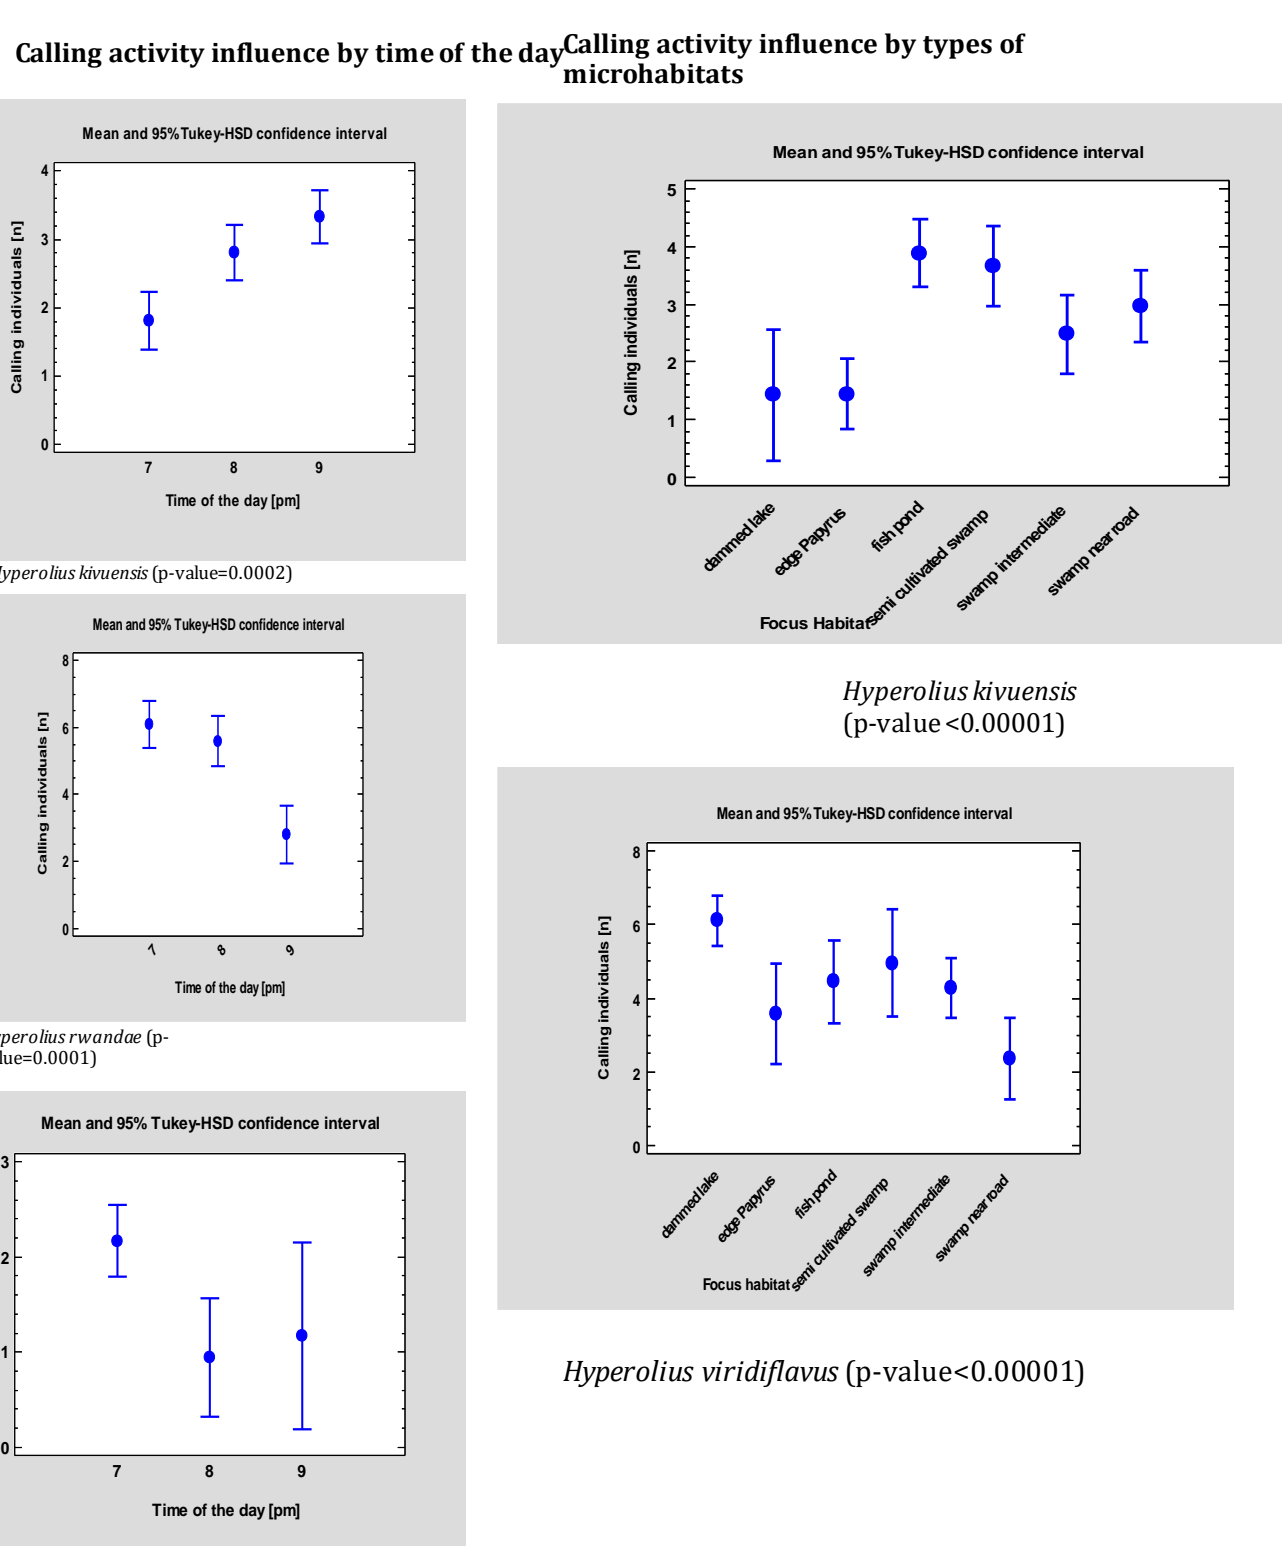 Calling activity influence by time of the day
Mean and 95% Tukey-HSD confidence interval
Calling individuals [n]
4
3
2
1
0
7 8 9
Time of the day [pm]
yperolius kivuensis (p-value=0.0002)
Mean and 95% Tukey-HSD confidence interval
Calling individuals [n]
8
6
4
2
0
7 8 9
Time of the day [pm]
perolius rwandae (p-
lue=0.0001)
Mean and 95% Tukey-HSD confidence interval
3
2
1
0
7 8 9
Time of the day [pm]
Calling activity influence by types of
microhabitats
Mean and 95% Tukey-HSD confidence interval
Calling individuals [n]
5
4
3
2
1
0
dammed lake
edge Papyrus
fish pond
semi cultivated swamp
swamp intermediate
swamp near road
Focus Habitat
Hyperolius kivuensis
(p-value <0.00001)
Mean and 95% Tukey-HSD confidence interval
Calling individuals [n]
8
6
4
2
0
dammed lake
edge Papyrus
fish pond
semi cultivated swamp
swamp intermediate
swamp near road
Focus habitat
Hyperolius viridiflavus (p-value<0.00001)